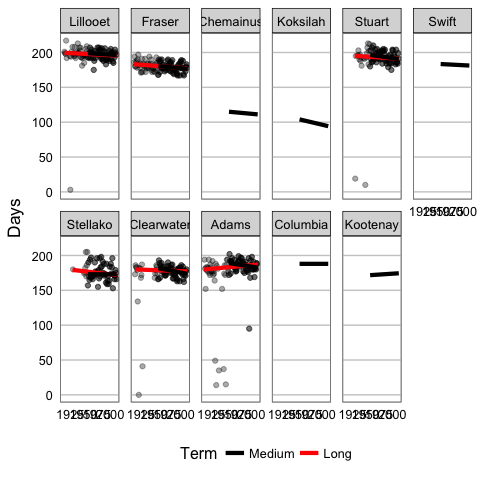 Lillooet Fraser Chemainus Koksilah Stuart Swift
200
150
100
50
0
Days
Stellako Clearwater Adams Columbia Kootenay
200
150
100
50
0
Term Medium Long